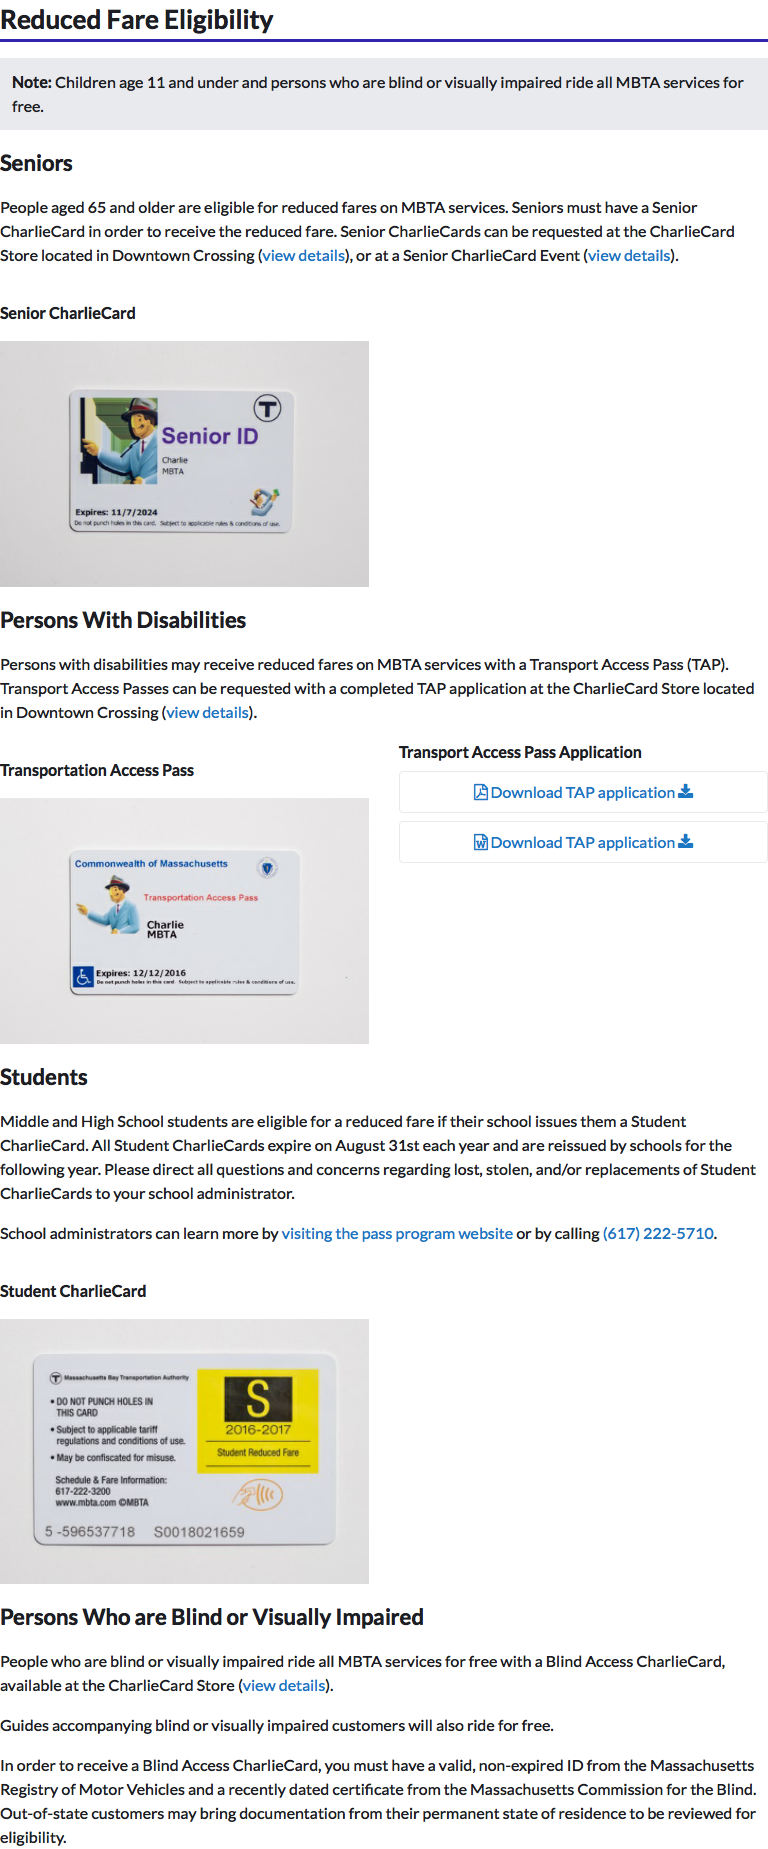 Reduced Fare Eligibility
Note: Children age 11 and under and persons who are blind or visually impaired ride all MBTA services for
free.
Seniors
People aged 65 and older are eligible for reduced fares on MBTA services. Seniors must have a Senior
CharlieCard in order to receive the reduced fare. Senior CharlieCards can be requested at the CharlieCard
Store located in Downtown Crossing (view details), or at a Senior CharlieCard Event (view details).
Senior CharlieCard
T
Senior ID
Charlie
MBTA
Expires: 11/7/2024
Do not punch holes in this card. Subject to applicable rules & conditions of use.
Persons With Disabilities
Persons with disabilities may receive reduced fares on MBTA services with a Transport Access Pass (TAP).
Transport Access Passes can be requested with a completed TAP application at the CharlieCard Store located
in Downtown Crossing (view details).
Transportation Access Pass
Commonwealth of Massachusetts
Transportation Access Pass
Charlie
MBTA
Expires: 12/12/2016
Do not punch holes in this card Subject to applicable rules & conditions of use.
Transport Access Pass Application
Download TAP application
Download TAP application
Students
Middle and High School students are eligible for a reduced fare if their school issues them a Student
CharlieCard. All Student CharlieCards expire on August 31st each year and are reissued by schools for the
following year. Please direct all questions and concerns regarding lost, stolen, and/or replacements of Student
CharlieCards to your school administrator.
School administrators can learn more by visiting the pass program website or by calling (617) 222-5710.
Student CharlieCard
T Massachusetts Bay Transportation Authority
• DO NOT PUNCH HOLES IN
THIS CARD
• Subject to applicable tariff
regulations and conditions of use.
• May be confiscated for misuse.
Schedule & Fare Information:
617-222-3200
www.mbta.com ©MBTA
S
2016-2017
Student Reduced Fare
5 -596537718 S0018021659
Persons Who are Blind or Visually Impaired
People who are blind or visually impaired ride all MBTA services for free with a Blind Access CharlieCard,
available at the CharlieCard Store (view details).
Guides accompanying blind or visually impaired customers will also ride for free.
In order to receive a Blind Access CharlieCard, you must have a valid, non-expired ID from the Massachusetts
Registry of Motor Vehicles and a recently dated certificate from the Massachusetts Commission for the Blind.
Out-of-state customers may bring documentation from their permanent state of residence to be reviewed for
eligibility.